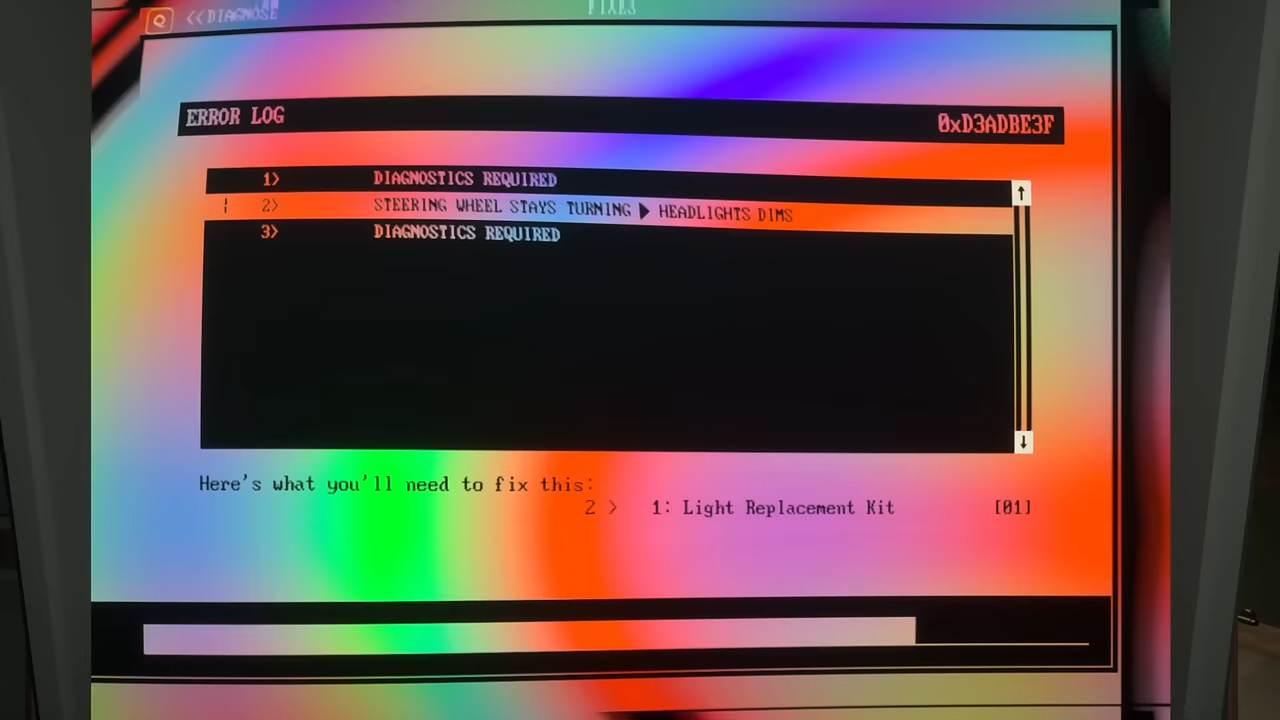 Q <<DIAGNOSE
FIXES
ERROR LOG 0xD3ADBE3F
1> DIAGNOSTICS REQUIRED
¦ 2> STEERING WHEEL STAYS TURNING ▶ HEADLIGHTS DIMS
3> DIAGNOSTICS REQUIRED
Here's what you'll need to fix this:
2 > 1: Light Replacement Kit [01]